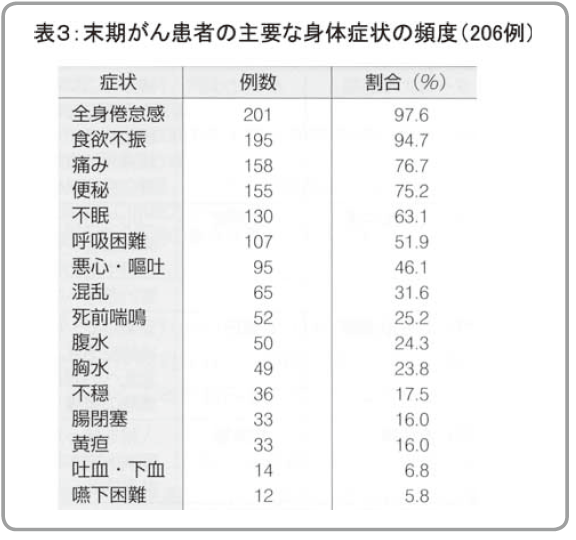 表3:末期がん患者の主要な身体症状の頻度(206例)
症状 例数 割合(%)
全身倦怠感 201 97.6
食欲不振 195 94.7
痛み 158 76.7
便秘 155 75.2
不眠 130 63.1
呼吸困難 107 51.9
悪心・嘔吐 95 46.1
混乱 65 31.6
死前喘鳴 52 25.2
腹水 50 24.3
胸水 49 23.8
不穏 36 17.5
腸閉塞 33 16.0
黄疸 33 16.0
吐血・下血 14 6.8
嚥下困難 12 5.8